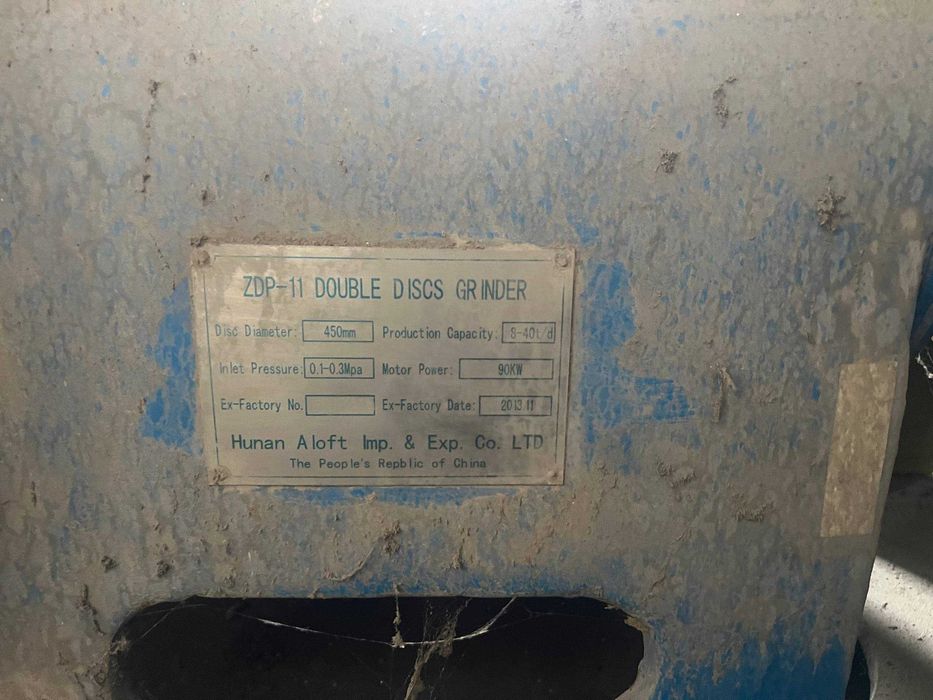 ZDP-11 DOUBLE DISCS GRINDER
Disc Diameter: 450mm Production Capacity: 8-40t/d
Inlet Pressure: 0.1-0.3Mpa Motor Power: 90KW
Ex-Factory No. Ex-Factory Date: 2013.11
Hunan Aloft Imp. & Exp. Co. LTD
The People's Repblic of China